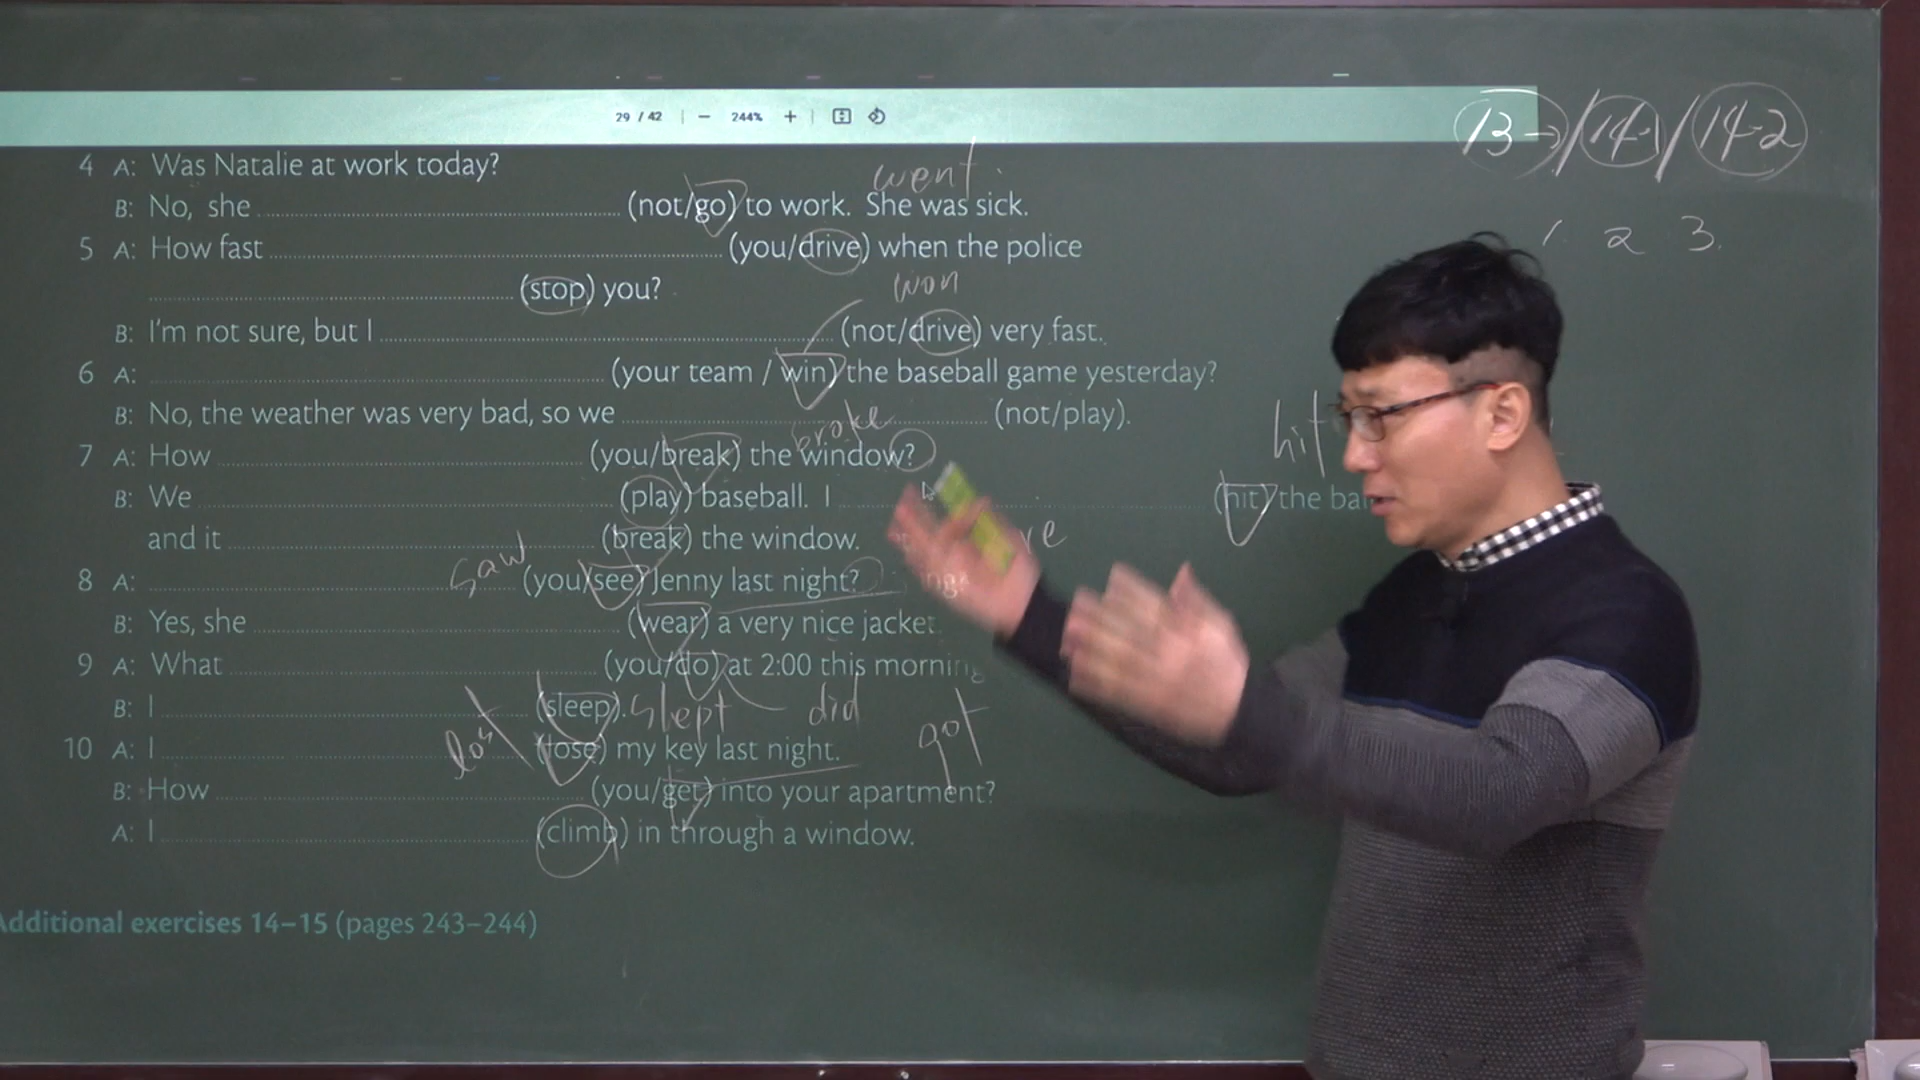 29 / 42 | − 244% + |
13 → / 14-1 / 14-2
1. 2 3.
4 A: Was Natalie at work today?
went
B: No, she (not/go) to work. She was sick.
5 A: How fast (you/drive) when the police
(stop) you?
won
B: I'm not sure, but I (not/drive) very fast.
6 A: (your team / win) the baseball game yesterday?
B: No, the weather was very bad, so we (not/play).
broke
hit
7 A: How (you/break) the window?
B: We (play) baseball. I (hit) the
and it (break) the window.
saw
8 A: (you/see) Jenny last night?
B: Yes, she (wear) a very nice jacket.
9 A: What (you/do) at 2:00 this
B: I (sleep). slept did
lost got
10 A: I (lose) my key last night.
B: How (you/get) into your apartment?
A: I (climb) in through a window.
Additional exercises 14–15 (pages 243–244)